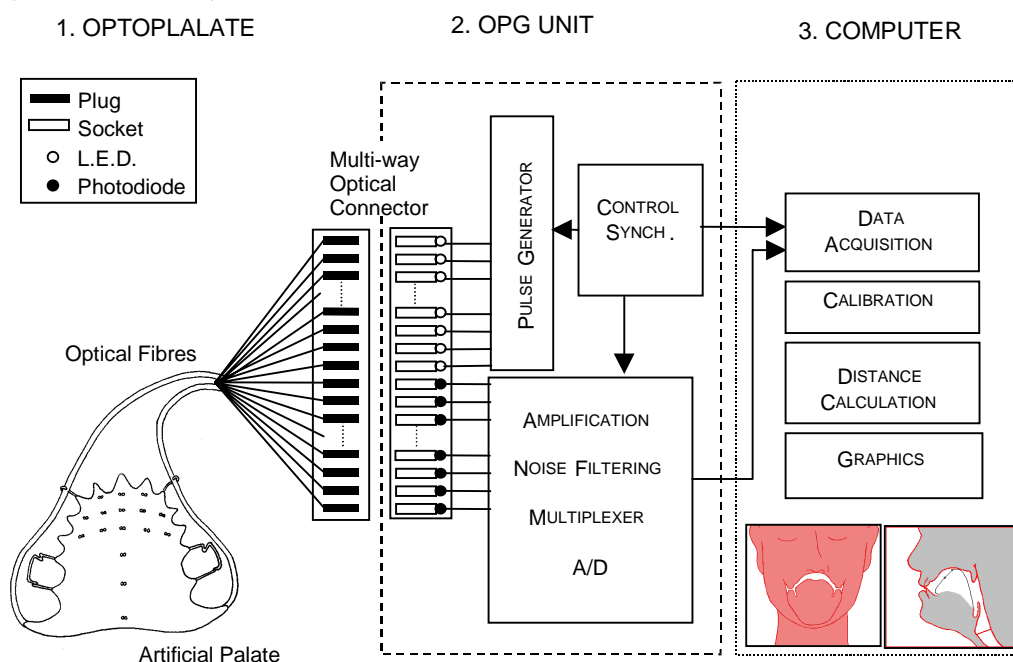 1. OPTOPLALATE
2. OPG UNIT
3. COMPUTER
Plug
Socket
L.E.D.
Photodiode
Multi-way
Optical
Connector
Optical Fibres
Artificial Palate
PULSE GENERATOR
CONTROL
SYNCH .
AMPLIFICATION
NOISE FILTERING
MULTIPLEXER
A/D
DATA
ACQUISITION
CALIBRATION
DISTANCE
CALCULATION
GRAPHICS